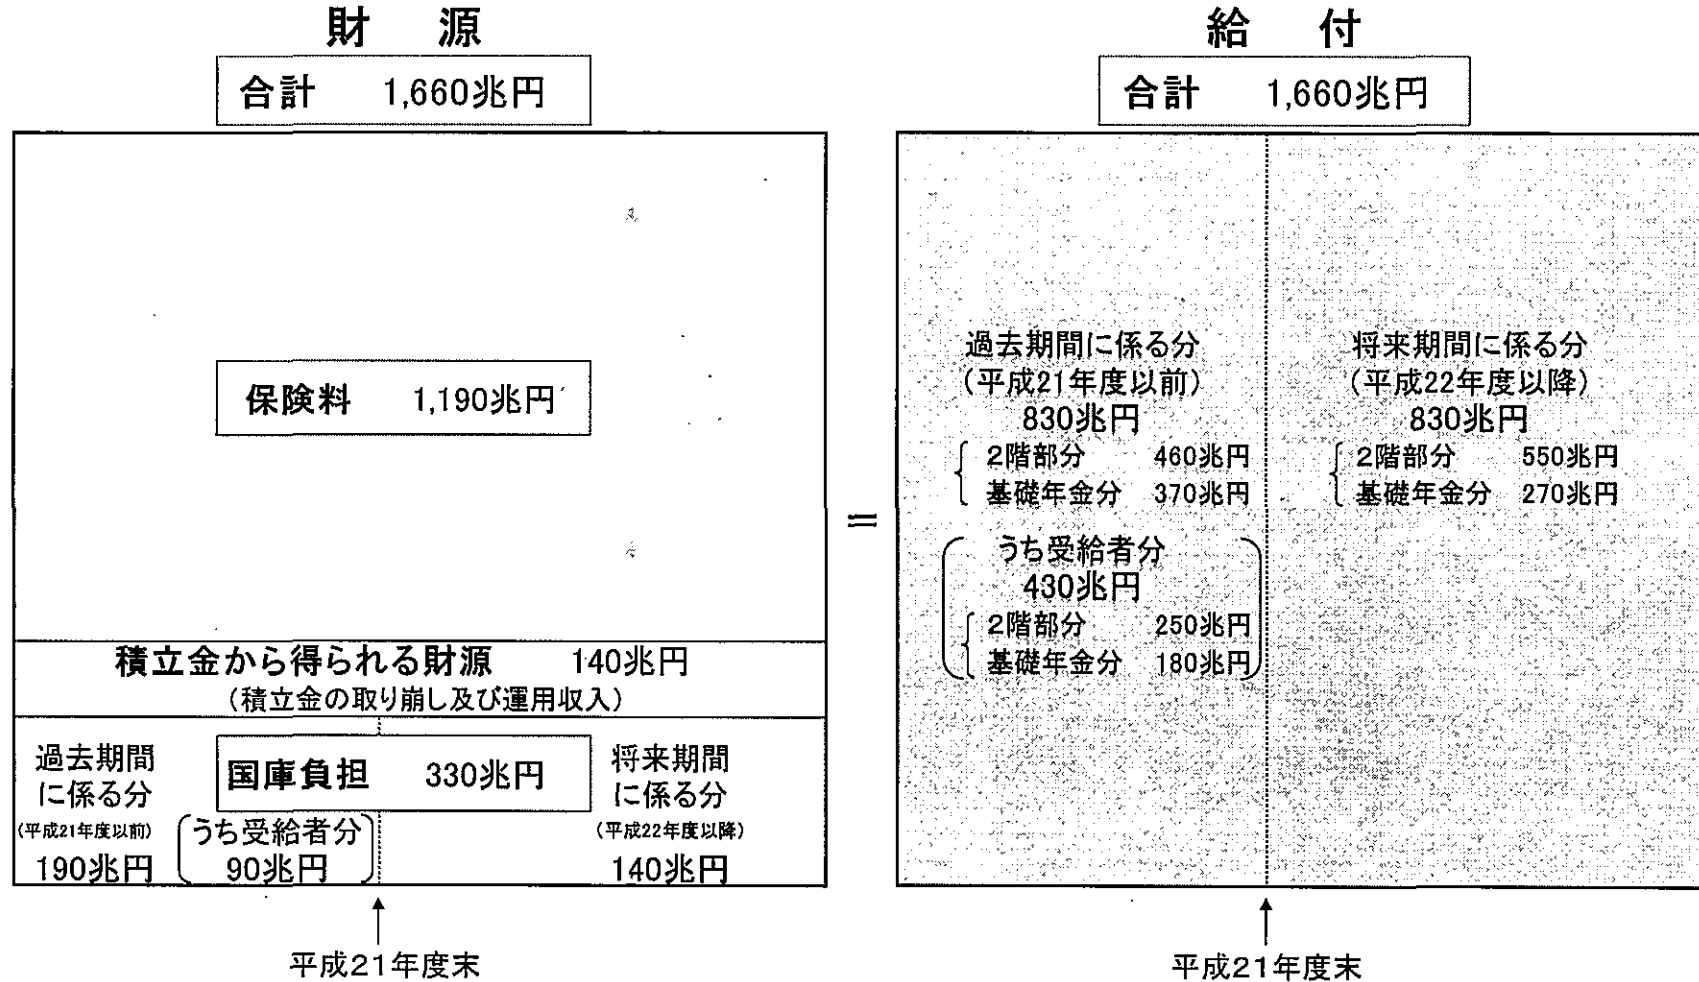 財 源
合計 1,660兆円
保険料 1,190兆円
積立金から得られる財源 140兆円
(積立金の取り崩し及び運用収入)
過去期間
に係る分
(平成21年度以前)
190兆円
国庫負担 330兆円
うち受給者分
90兆円
将来期間
に係る分
(平成22年度以降)
140兆円
平成21年度末
=
給 付
合計 1,660兆円
過去期間に係る分
(平成21年度以前)
830兆円
2階部分 460兆円
基礎年金分 370兆円
うち受給者分
430兆円
2階部分 250兆円
基礎年金分 180兆円
将来期間に係る分
(平成22年度以降)
830兆円
2階部分 550兆円
基礎年金分 270兆円
平成21年度末